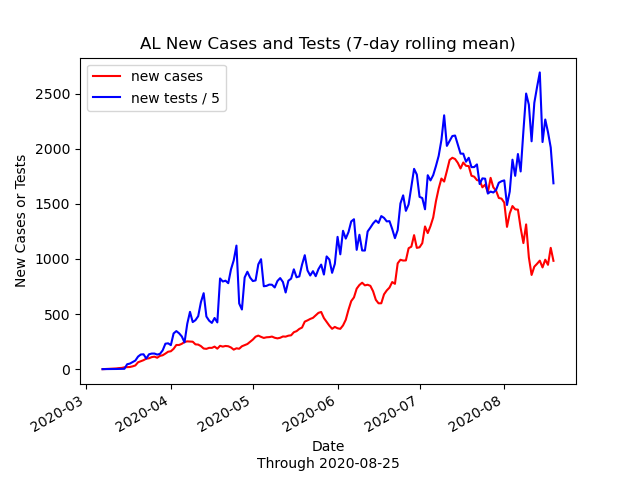 AL New Cases and Tests (7-day rolling mean)
new cases
new tests / 5
2500
2000
1500
1000
500
0
New Cases or Tests
2020-03
2020-04
2020-05
2020-06
2020-07
2020-08
Date
Through 2020-08-25